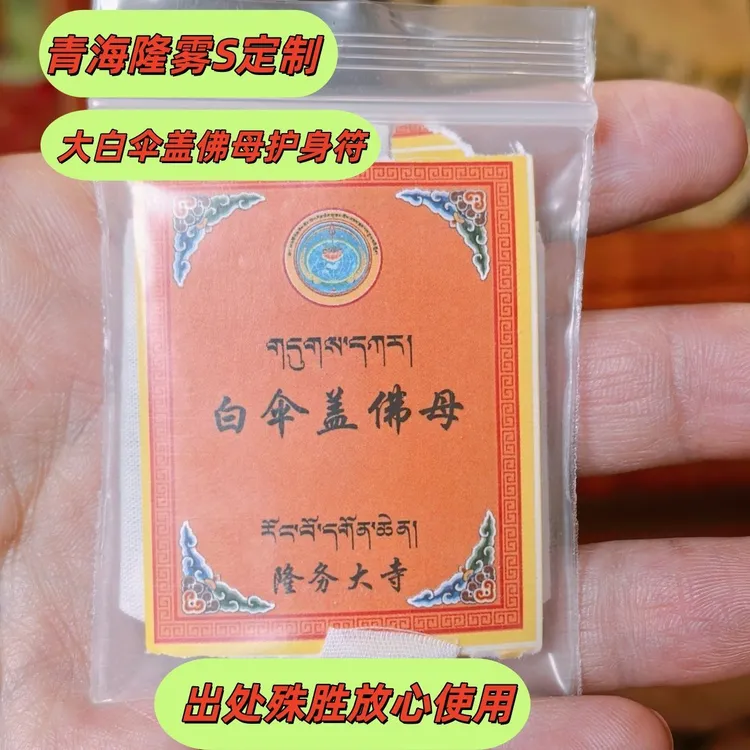 青海隆雾S定制
大白伞盖佛母护身符
གདུགས་དཀར།
白伞盖佛母
རོང་བོ་དགོན་ཆེན།
隆务大寺
出处殊胜放心使用